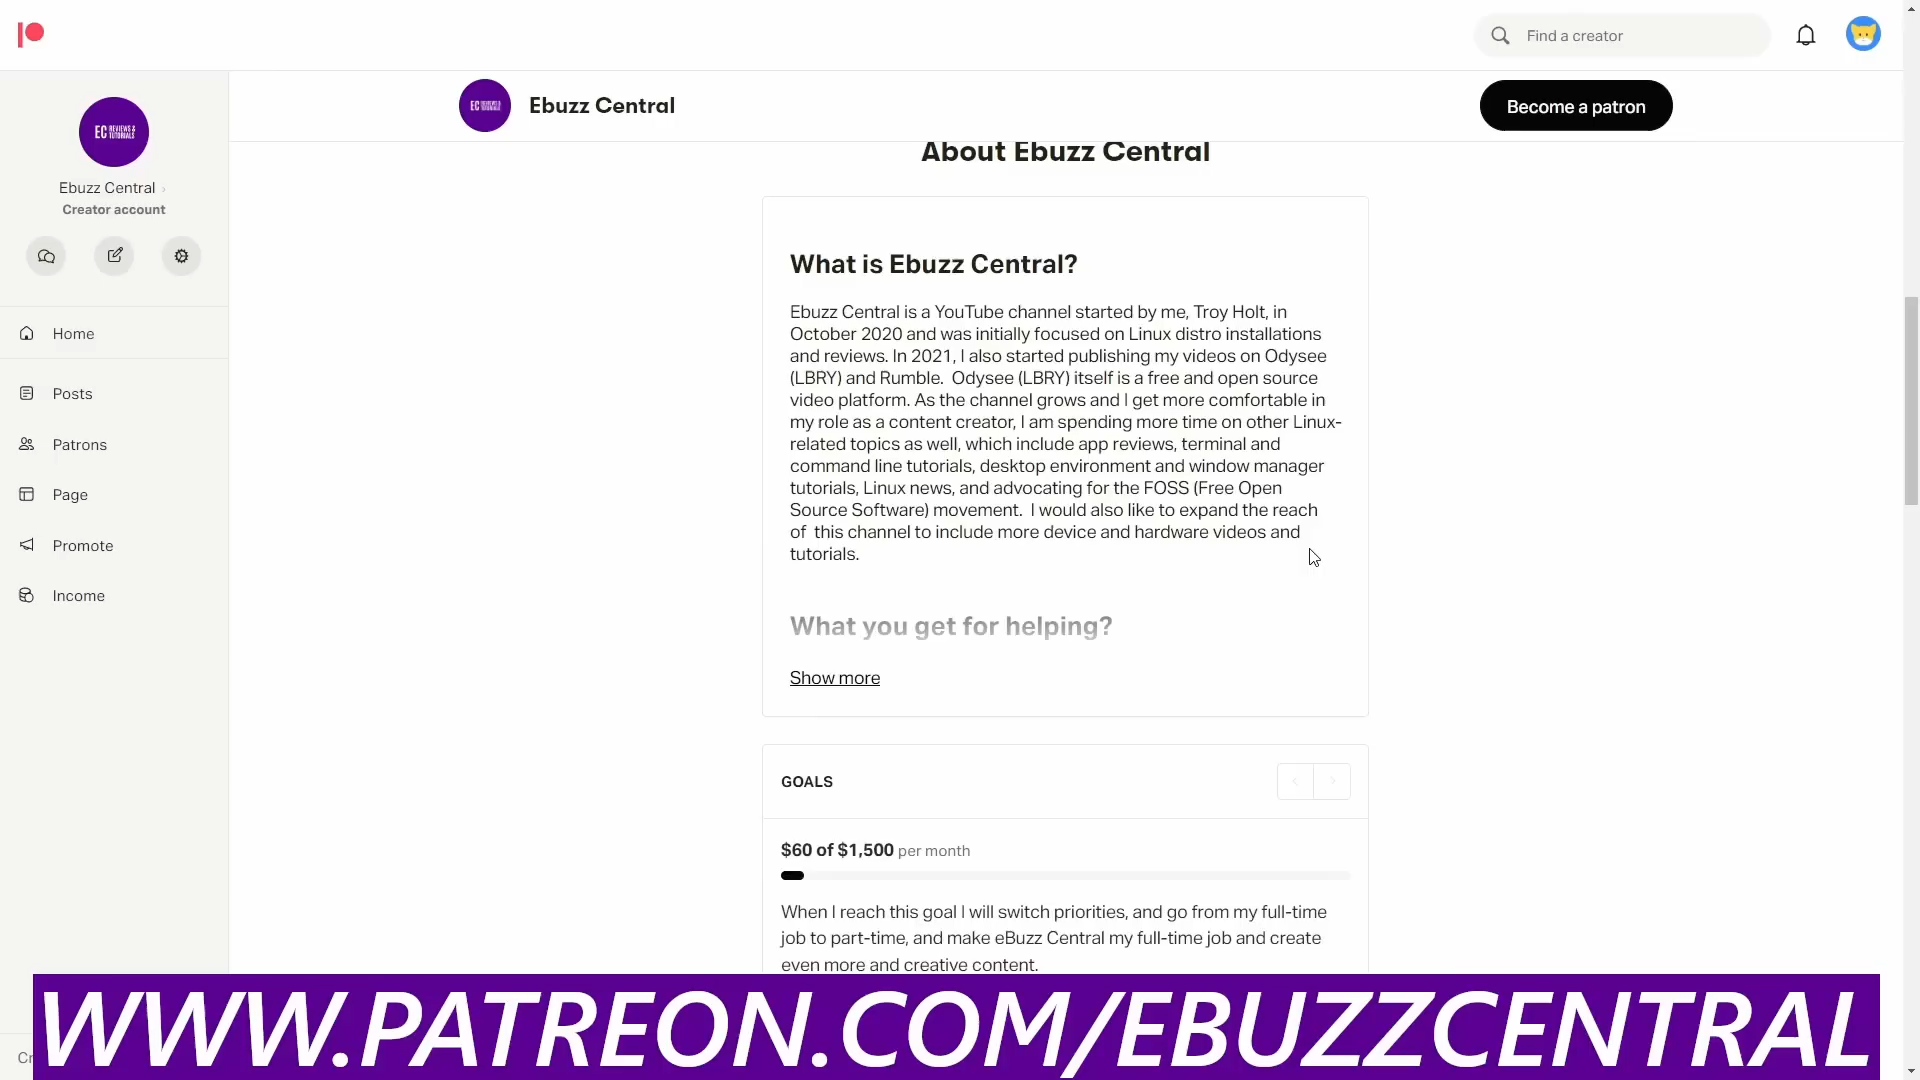 Find a creator
EC REVIEWS & TUTORIALS
Ebuzz Central
Become a patron
EC REVIEWS & TUTORIALS
Ebuzz Central
Creator account
Home
Posts
Patrons
Page
Promote
Income
About Ebuzz Central
What is Ebuzz Central?
Ebuzz Central is a YouTube channel started by me, Troy Holt, in
October 2020 and was initially focused on Linux distro installations
and reviews. In 2021, I also started publishing my videos on Odysee
(LBRY) and Rumble.  Odysee (LBRY) itself is a free and open source
video platform. As the channel grows and I get more comfortable in
my role as a content creator, I am spending more time on other Linux-
related topics as well, which include app reviews, terminal and
command line tutorials, desktop environment and window manager
tutorials, Linux news, and advocating for the FOSS (Free Open
Source Software) movement.  I would also like to expand the reach
of  this channel to include more device and hardware videos and
tutorials.
What you get for helping?
Show more
GOALS
$60 of $1,500 per month
When I reach this goal I will switch priorities, and go from my full-time
job to part-time, and make eBuzz Central my full-time job and create
even more and creative content.
WWW.PATREON.COM/EBUZZCENTRAL